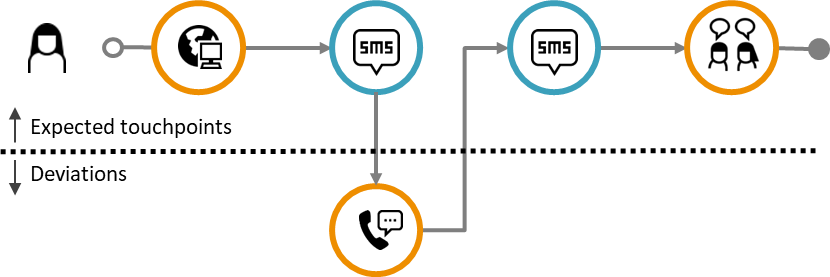 sms
sms
Expected touchpoints
Deviations